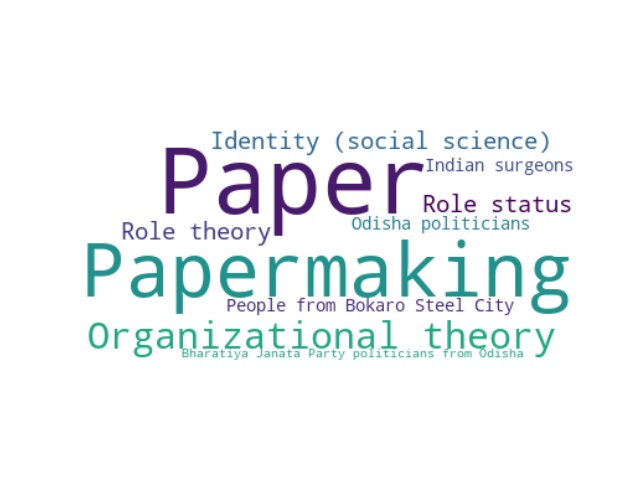 Identity (social science)
Paper
Indian surgeons
Role status
Odisha politicians
Role theory
Papermaking
People from Bokaro Steel City
Organizational theory
Bharatiya Janata Party politicians from Odisha